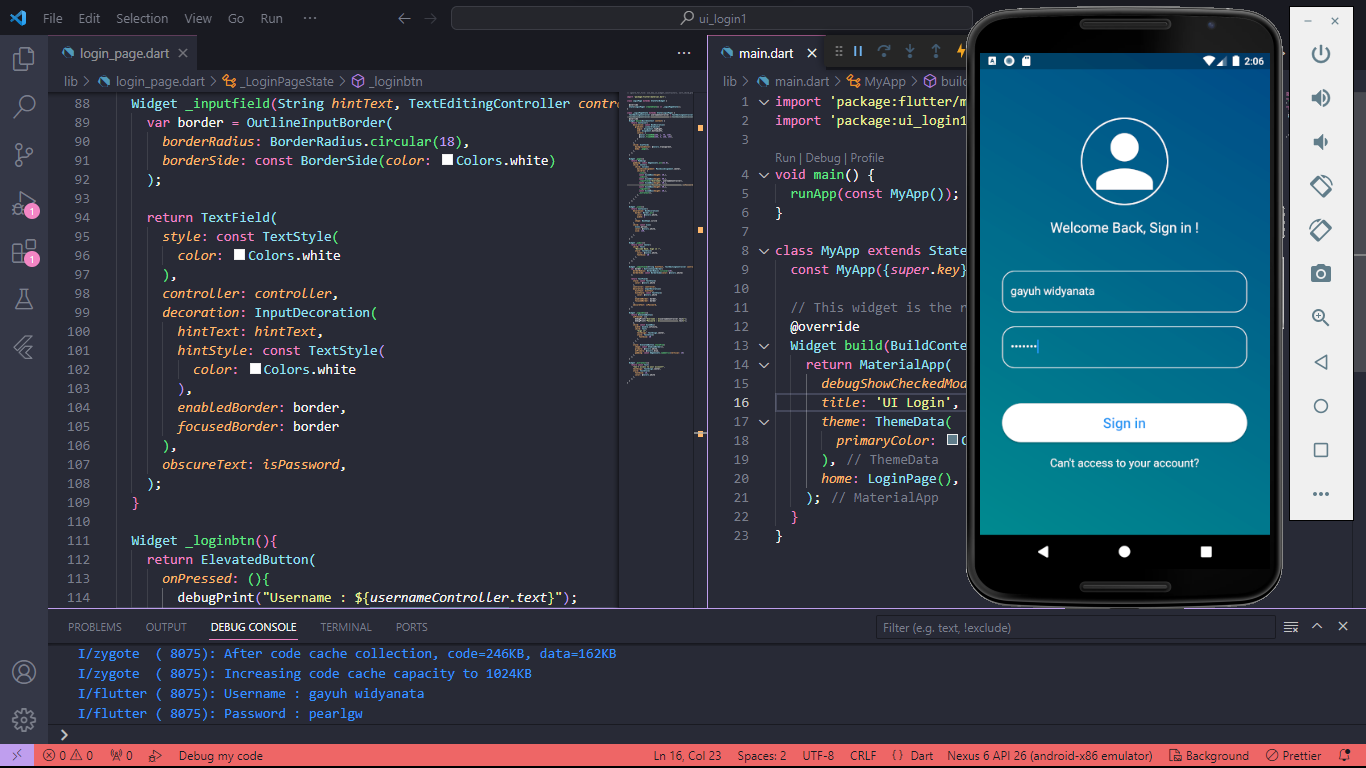 File Edit Selection View Go Run ···
ui_login1
login_page.dart
lib > login_page.dart > _LoginPageState > _loginbtn
88 Widget _inputfield(String hintText, TextEditingController contro
89 var border = OutlineInputBorder(
90 borderRadius: BorderRadius.circular(18),
91 borderSide: const BorderSide(color: Colors.white)
92 );
93
94 return TextField(
95 style: const TextStyle(
96 color: Colors.white
97 ),
98 controller: controller,
99 decoration: InputDecoration(
100 hintText: hintText,
101 hintStyle: const TextStyle(
102 color: Colors.white
103 ),
104 enabledBorder: border,
105 focusedBorder: border
106 ),
107 obscureText: isPassword,
108 );
109 }
110
111 Widget _loginbtn(){
112 return ElevatedButton(
113 onPressed: (){
114 debugPrint("Username : ${usernameController.text}");
main.dart
lib > main.dart > MyApp > build
1 import 'package:flutter/m
2 import 'package:ui_login1
3
Run | Debug | Profile
4 void main() {
5 runApp(const MyApp());
6 }
7
8 class MyApp extends State
9 const MyApp({super.key}
10
11 // This widget is the r
12 @override
13 Widget build(BuildConte
14 return MaterialApp(
15 debugShowCheckedMod
16 title: 'UI Login',
17 theme: ThemeData(
18 primaryColor: C
19 ), // ThemeData
20 home: LoginPage(),
21 ); // MaterialApp
22 }
23 }
2:06
Welcome Back, Sign in !
gayuh widyanata
•••••••
Sign in
Can't access to your account?
1
1
PROBLEMS OUTPUT DEBUG CONSOLE TERMINAL PORTS
Filter (e.g. text, !exclude)
I/zygote ( 8075): After code cache collection, code=246KB, data=162KB
I/zygote ( 8075): Increasing code cache capacity to 1024KB
I/flutter ( 8075): Username : gayuh widyanata
I/flutter ( 8075): Password : pearlgw
0 0 0 Debug my code Ln 16, Col 23 Spaces: 2 UTF-8 CRLF { } Dart Nexus 6 API 26 (android-x86 emulator) Background Prettier